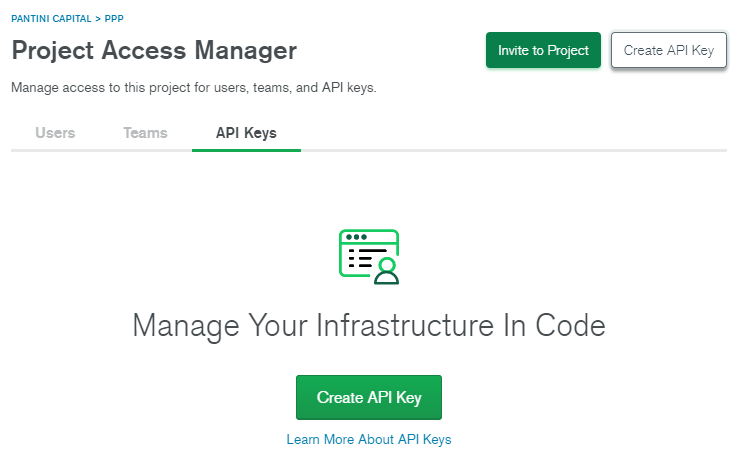 PANTINI CAPITAL > PPP
Project Access Manager
Invite to Project
Create API Key
Manage access to this project for users, teams, and API keys.
Users
Teams
API Keys
Manage Your Infrastructure In Code
Create API Key
Learn More About API Keys